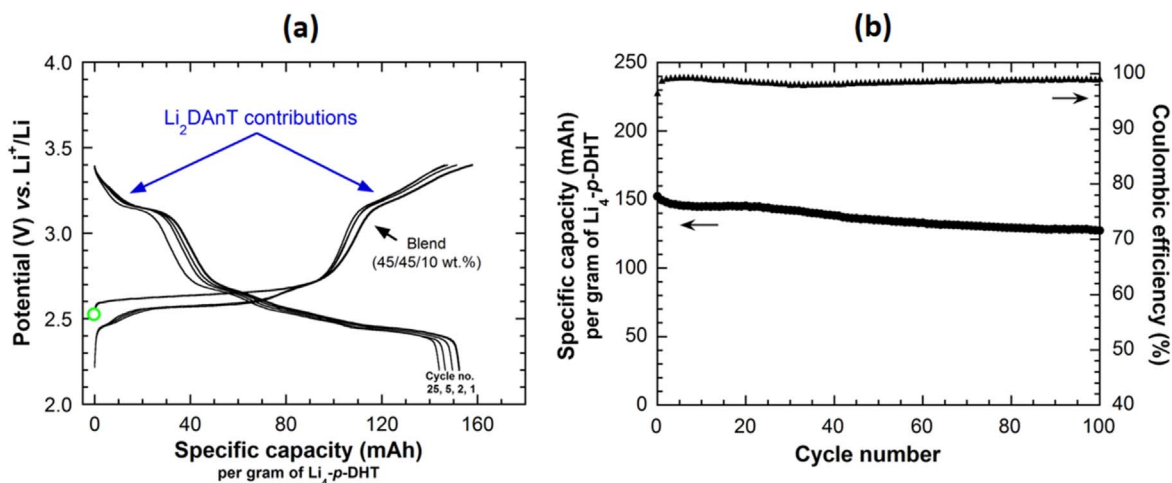 (a)
4.0
3.5
3.0
2.5
2.0
Potential (V) vs. Li⁺/Li
Li₂DAnT contributions
Blend
(45/45/10 wt.%)
Cycle no.
25, 5, 2, 1
0 40 80 120 160
Specific capacity (mAh)
per gram of Li₄-p-DHT
(b)
250
200
150
100
50
0
Specific capacity (mAh)
per gram of Li₄-p-DHT
100
90
80
70
60
50
40
Coulombic efficiency (%)
0 20 40 60 80 100
Cycle number